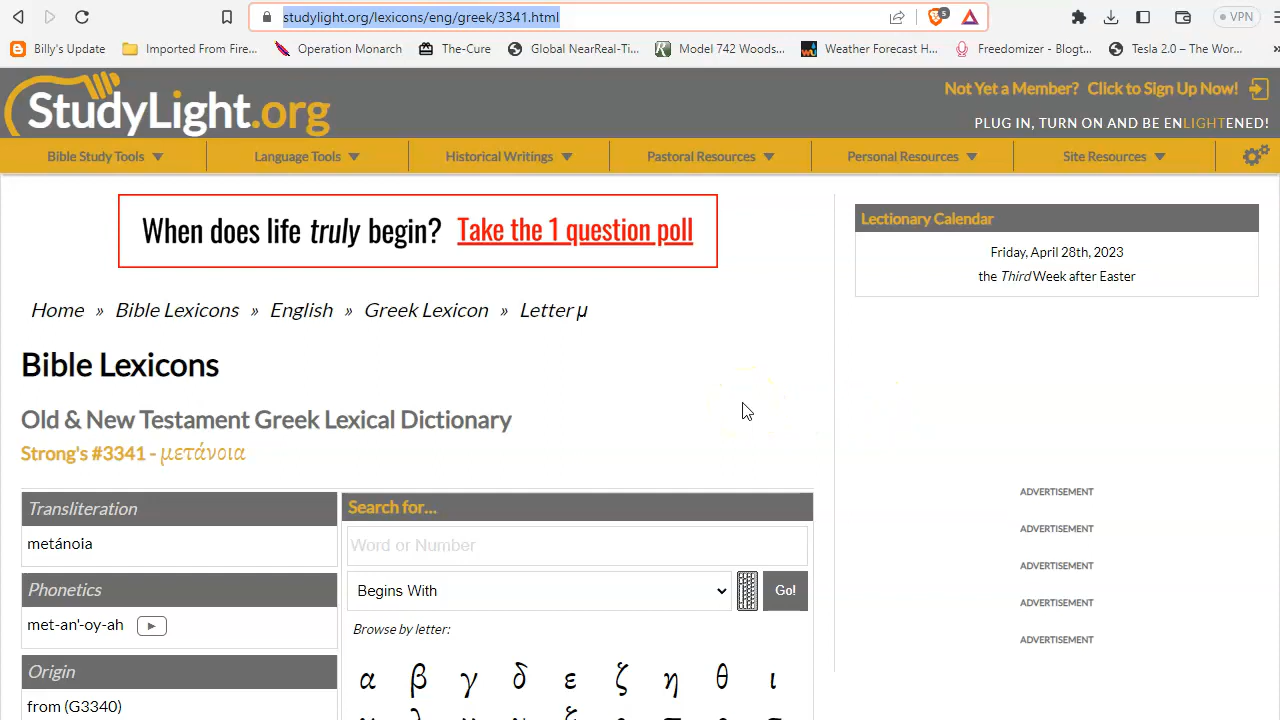 studylight.org/lexicons/eng/greek/3341.html
5
VPN
Billy's Update
Imported From Fire...
Operation Monarch
The-Cure
Global NearReal-Ti...
Model 742 Woods...
Weather Forecast H...
Freedomizer - Blogt...
Tesla 2.0 – The Wor...
StudyLight.org
Not Yet a Member? Click to Sign Up Now!
PLUG IN, TURN ON AND BE ENLIGHTENED!
Bible Study Tools
Language Tools
Historical Writings
Pastoral Resources
Personal Resources
Site Resources
When does life truly begin? Take the 1 question poll
Lectionary Calendar
Friday, April 28th, 2023
the Third Week after Easter
Home » Bible Lexicons » English » Greek Lexicon » Letter μ
Bible Lexicons
Old & New Testament Greek Lexical Dictionary
Strong's #3341 - μετάνοια
Transliteration
metánoia
Phonetics
met-an'-oy-ah
Origin
from (G3340)
Search for...
Word or Number
Begins With
Go!
Browse by letter:
α β γ δ ε ζ η θ ι
ADVERTISEMENT
ADVERTISEMENT
ADVERTISEMENT
ADVERTISEMENT
ADVERTISEMENT